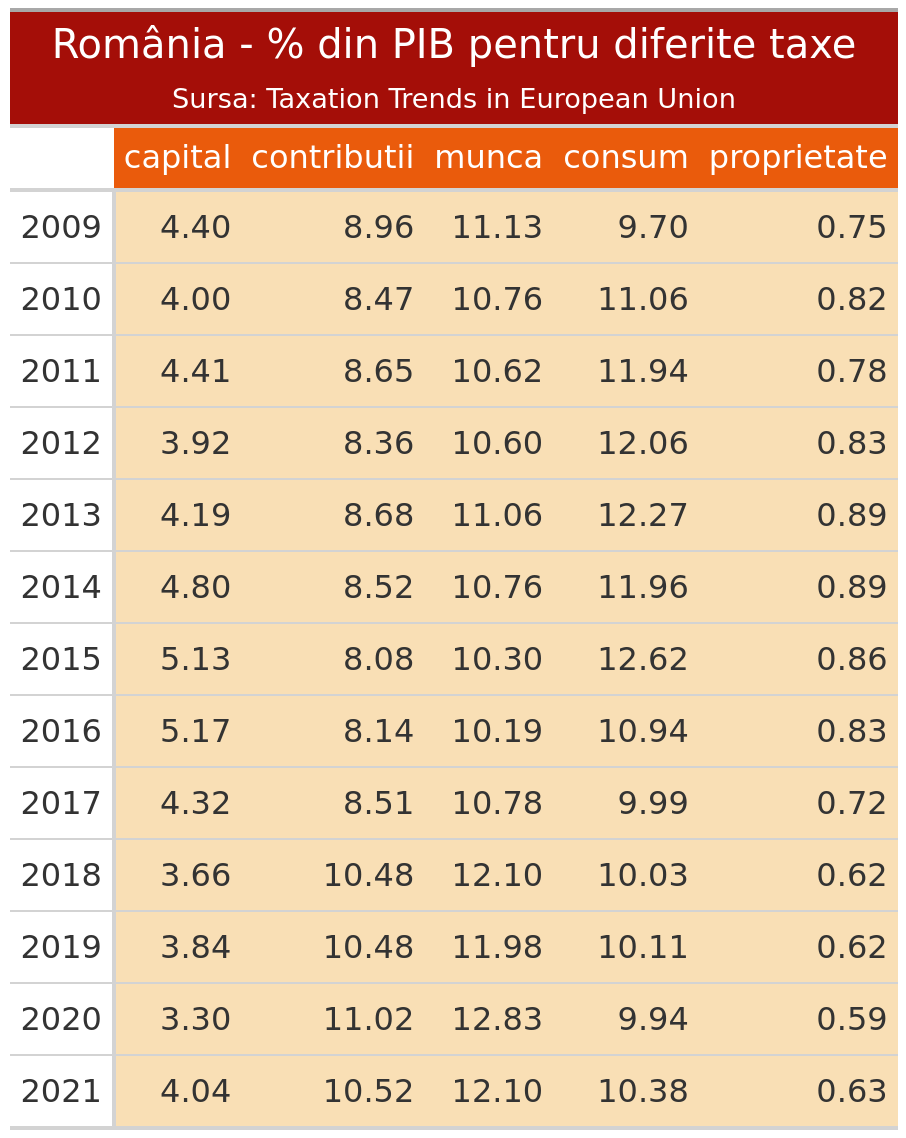 România - % din PIB pentru diferite taxe
Sursa: Taxation Trends in European Union
capital contributii munca consum proprietate
2009 4.40 8.96 11.13 9.70 0.75
2010 4.00 8.47 10.76 11.06 0.82
2011 4.41 8.65 10.62 11.94 0.78
2012 3.92 8.36 10.60 12.06 0.83
2013 4.19 8.68 11.06 12.27 0.89
2014 4.80 8.52 10.76 11.96 0.89
2015 5.13 8.08 10.30 12.62 0.86
2016 5.17 8.14 10.19 10.94 0.83
2017 4.32 8.51 10.78 9.99 0.72
2018 3.66 10.48 12.10 10.03 0.62
2019 3.84 10.48 11.98 10.11 0.62
2020 3.30 11.02 12.83 9.94 0.59
2021 4.04 10.52 12.10 10.38 0.63